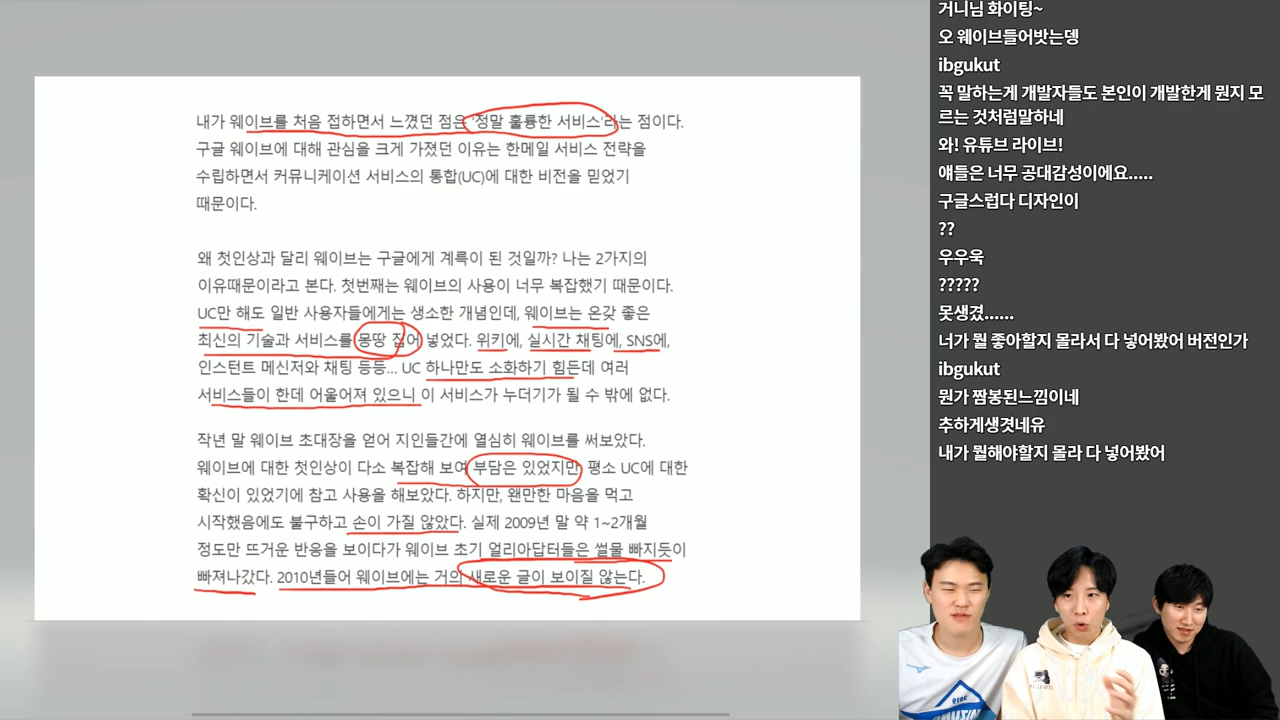 내가 웨이브를 처음 접하면서 느꼈던 점은 '정말 훌륭한 서비스'라는 점이다.
구글 웨이브에 대해 관심을 크게 가졌던 이유는 한메일 서비스 전략을
수립하면서 커뮤니케이션 서비스의 통합(UC)에 대한 비전을 믿었기
때문이다.
왜 첫인상과 달리 웨이브는 구글에게 계륵이 된 것일까? 나는 2가지의
이유때문이라고 본다. 첫번째는 웨이브의 사용이 너무 복잡했기 때문이다.
UC만 해도 일반 사용자들에게는 생소한 개념인데, 웨이브는 온갖 좋은
최신의 기술과 서비스를 몽땅 집어 넣었다. 위키에, 실시간 채팅에, SNS에,
인스턴트 메신저와 채팅 등등... UC 하나만도 소화하기 힘든데 여러
서비스들이 한데 어울어져 있으니 이 서비스가 누더기가 될 수 밖에 없다.
작년 말 웨이브 초대장을 얻어 지인들간에 열심히 웨이브를 써보았다.
웨이브에 대한 첫인상이 다소 복잡해 보여 부담은 있었지만 평소 UC에 대한
확신이 있었기에 참고 사용을 해보았다. 하지만, 왠만한 마음을 먹고
시작했음에도 불구하고 손이 가질 않았다. 실제 2009년 말 약 1~2개월
정도만 뜨거운 반응을 보이다가 웨이브 초기 얼리아답터들은 썰물 빠지듯이
빠져나갔다. 2010년들어 웨이브에는 거의 새로운 글이 보이질 않는다.
거니님 화이팅~
오 웨이브들어밧는뎅
ibgukut
꼭 말하는게 개발자들도 본인이 개발한게 뭔지 모
르는 것처럼말하네
와! 유튜브 라이브!
얘들은 너무 공대감성이에요.....
구글스럽다 디자인이
??
우우욱
?????
못생겼......
너가 뭘 좋아할지 몰라서 다 넣어봤어 버전인가
ibgukut
뭔가 짬봉된느낌이네
추하게생겻네유
내가 뭘해야할지 몰라 다 넣어봤어